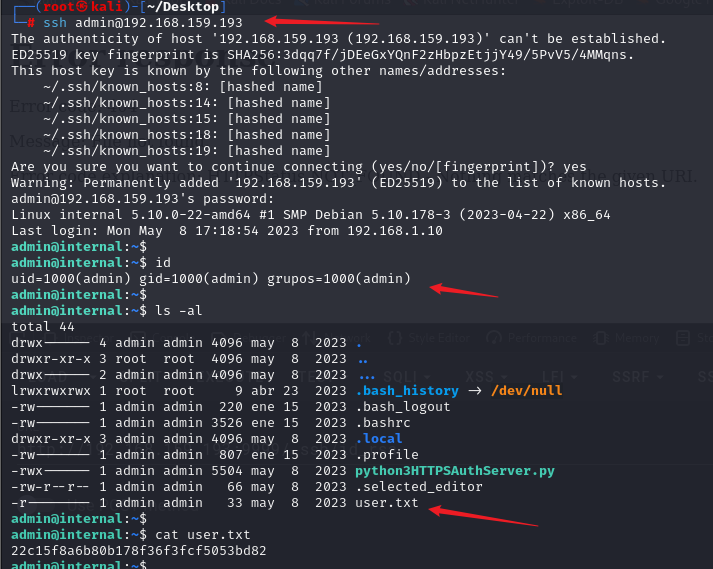 (root㉿kali)-[~/Desktop]
# ssh admin@192.168.159.193
The authenticity of host '192.168.159.193 (192.168.159.193)' can't be established.
ED25519 key fingerprint is SHA256:3dqq7f/jDEeGxYQnF2zHbpzEtjjY49/5PvV5/4MMqns.
This host key is known by the following other names/addresses:
~/.ssh/known_hosts:8: [hashed name]
~/.ssh/known_hosts:14: [hashed name]
~/.ssh/known_hosts:15: [hashed name]
~/.ssh/known_hosts:18: [hashed name]
~/.ssh/known_hosts:19: [hashed name]
Are you sure you want to continue connecting (yes/no/[fingerprint])? yes
Warning: Permanently added '192.168.159.193' (ED25519) to the list of known hosts.
admin@192.168.159.193's password:
Linux internal 5.10.0-22-amd64 #1 SMP Debian 5.10.178-3 (2023-04-22) x86_64
Last login: Mon May  8 17:18:54 2023 from 192.168.1.10
admin@internal:~$
admin@internal:~$ id
uid=1000(admin) gid=1000(admin) grupos=1000(admin)
admin@internal:~$
admin@internal:~$ ls -al
total 44
drwx------ 4 admin admin 4096 may  8  2023 .
drwxr-xr-x 3 root  root  4096 may  8  2023 ..
drwx------ 2 admin admin 4096 may  8  2023 ...
lrwxrwxrwx 1 root  root     9 abr 23  2023 .bash_history -> /dev/null
-rw------- 1 admin admin  220 ene 15  2023 .bash_logout
-rw------- 1 admin admin 3526 ene 15  2023 .bashrc
drwxr-xr-x 3 admin admin 4096 may  8  2023 .local
-rw------- 1 admin admin  807 ene 15  2023 .profile
-rwx------ 1 admin admin 5504 may  8  2023 python3HTTPSAuthServer.py
-rw-r--r-- 1 admin admin   66 may  8  2023 .selected_editor
-r-------- 1 admin admin   33 may  8  2023 user.txt
admin@internal:~$
admin@internal:~$ cat user.txt
22c15f8a6b80b178f36f3fcf5053bd82
admin@internal:~$